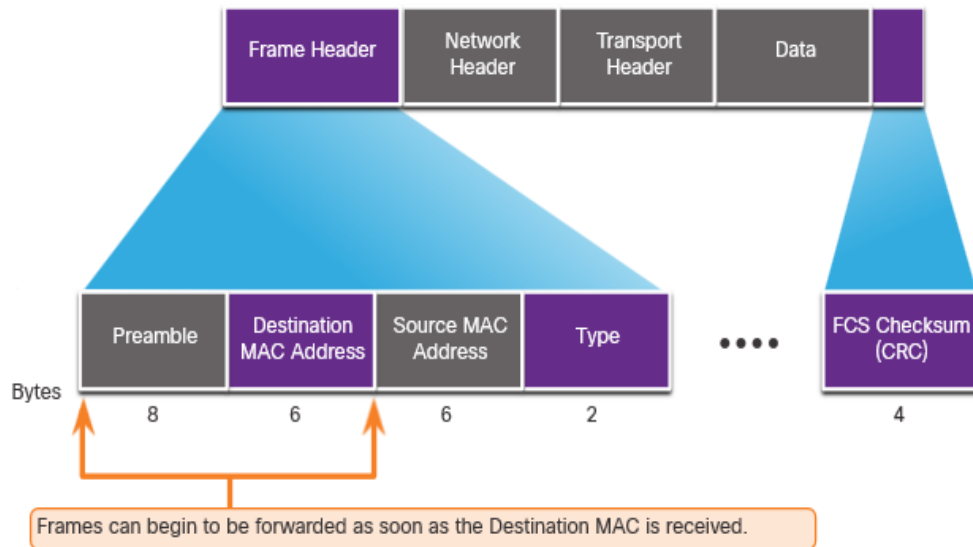 Frame Header
Network
Header
Transport
Header
Data
Preamble
Destination
MAC Address
Source MAC
Address
Type
••••
FCS Checksum
(CRC)
Bytes
8
6
6
2
4
Frames can begin to be forwarded as soon as the Destination MAC is received.